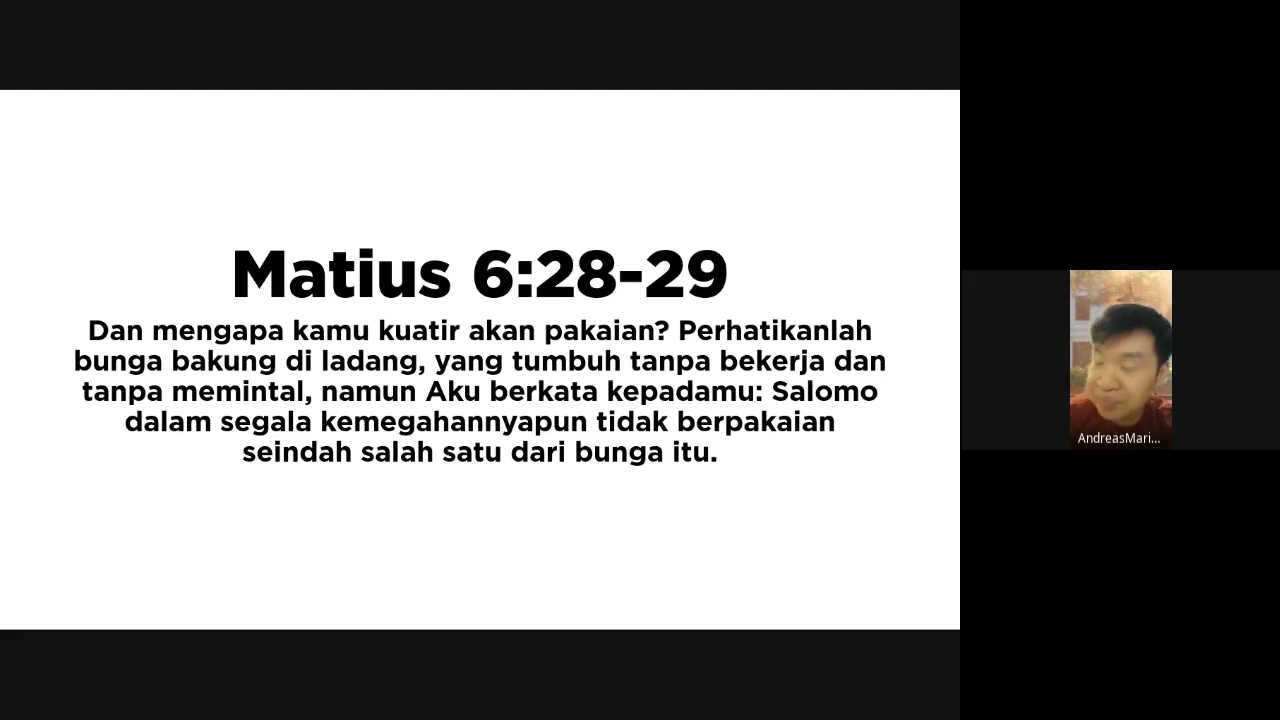 Matius 6:28-29
Dan mengapa kamu kuatir akan pakaian? Perhatikanlah
bunga bakung di ladang, yang tumbuh tanpa bekerja dan
tanpa memintal, namun Aku berkata kepadamu: Salomo
dalam segala kemegahannyapun tidak berpakaian
seindah salah satu dari bunga itu.
AndreasMari...